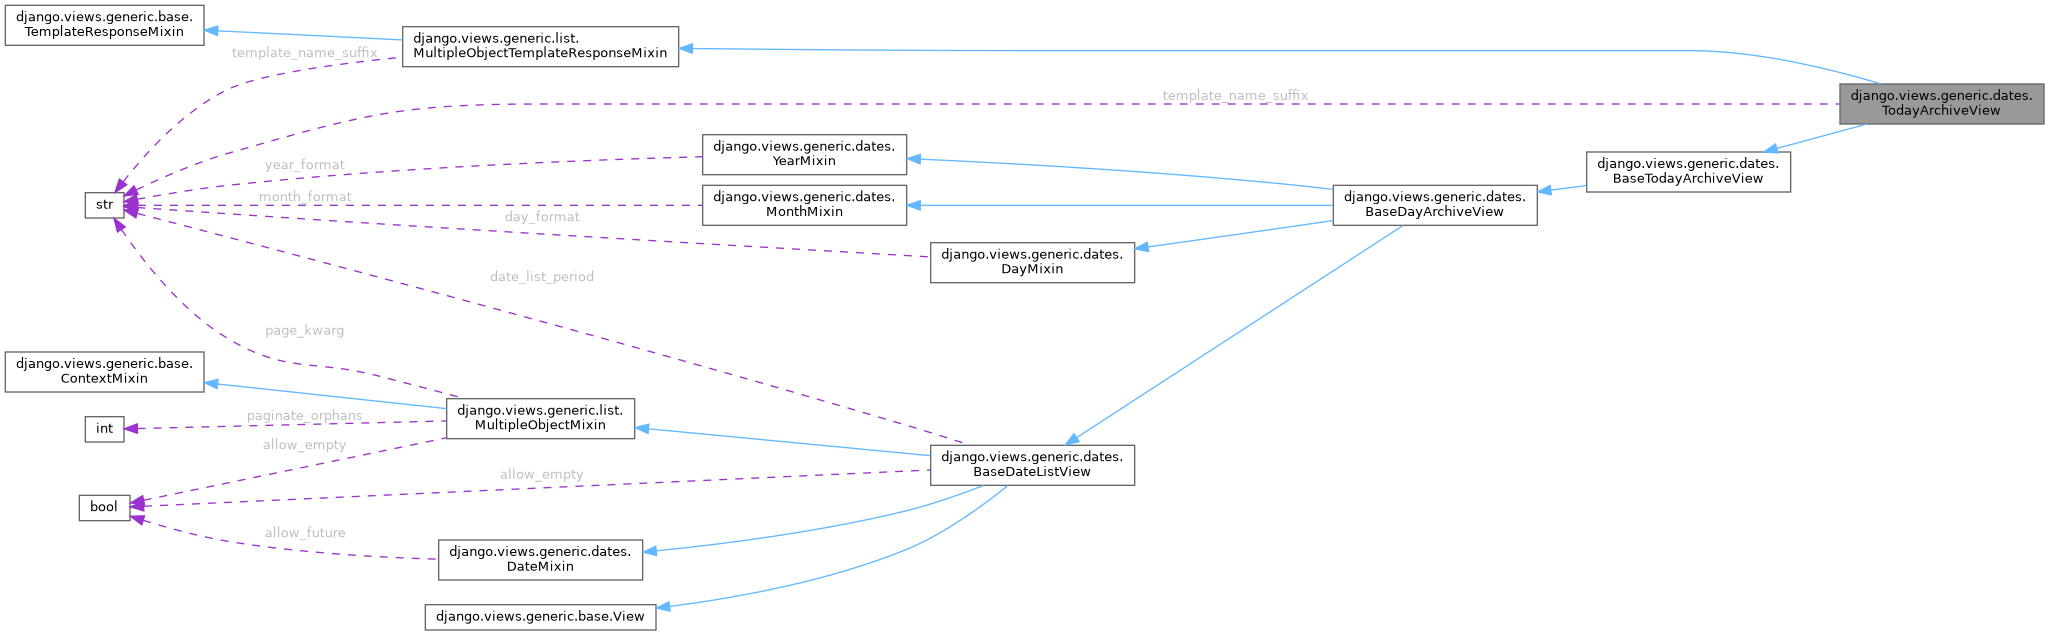 django.views.generic.base.
TemplateResponseMixin
django.views.generic.list.
MultipleObjectTemplateResponseMixin
template_name_suffix
django.views.generic.dates.
TodayArchiveView
template_name_suffix
django.views.generic.dates.
YearMixin
django.views.generic.dates.
BaseTodayArchiveView
year_format
str
month_format
django.views.generic.dates.
MonthMixin
django.views.generic.dates.
BaseDayArchiveView
day_format
django.views.generic.dates.
DayMixin
date_list_period
page_kwarg
django.views.generic.base.
ContextMixin
django.views.generic.list.
MultipleObjectMixin
paginate_orphans
int
allow_empty
django.views.generic.dates.
BaseDateListView
allow_empty
bool
allow_future
django.views.generic.dates.
DateMixin
django.views.generic.base.View